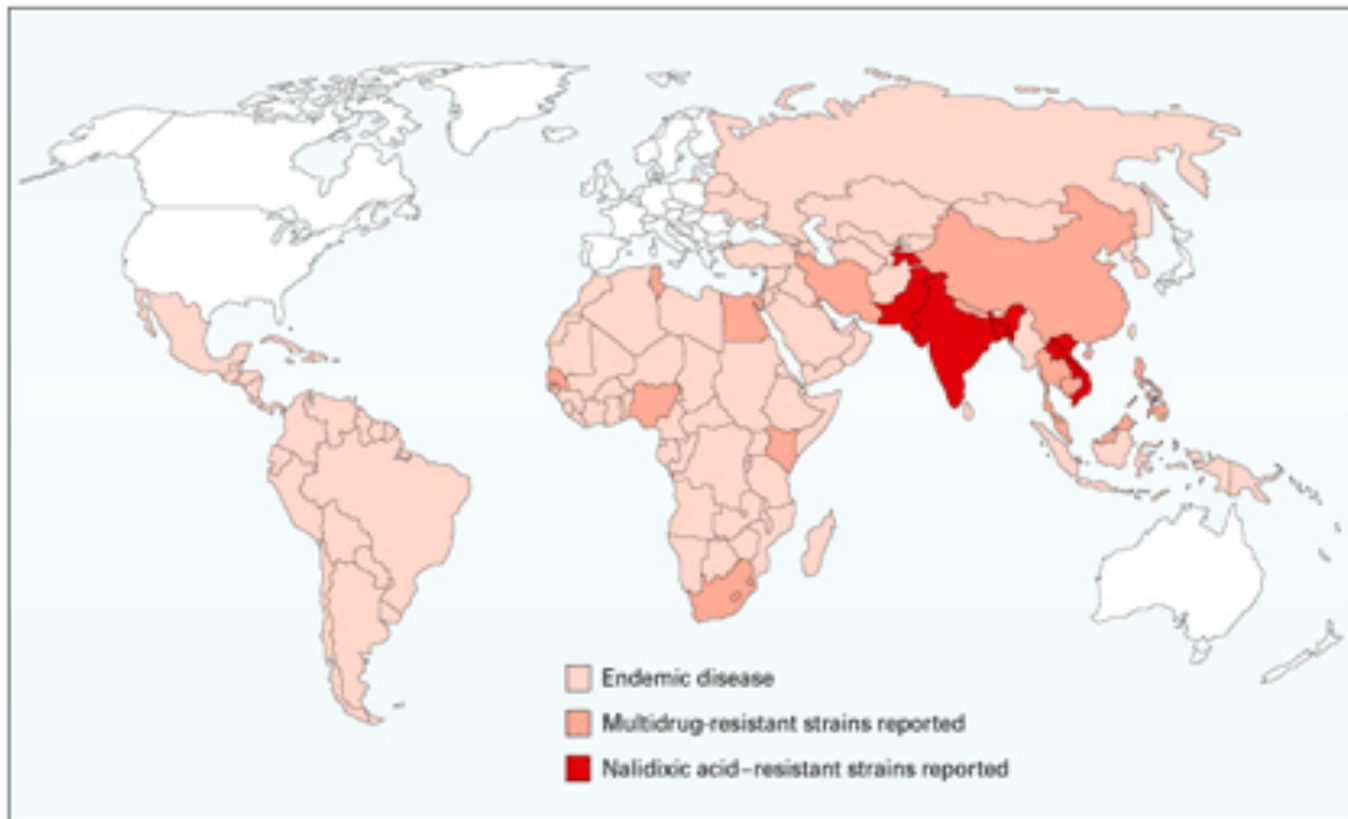 Endemic disease
Multidrug-resistant strains reported
Nalidixic acid–resistant strains reported